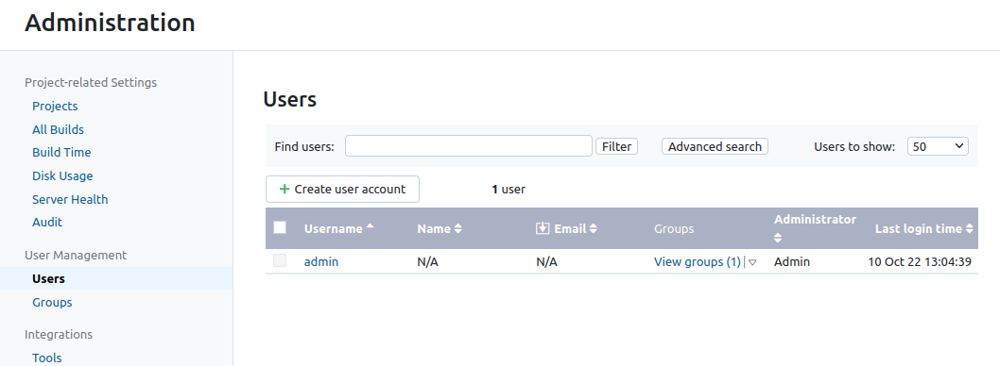 Administration
Project-related Settings
Projects
All Builds
Build Time
Disk Usage
Server Health
Audit
User Management
Users
Groups
Integrations
Tools
Users
Find users: Filter Advanced search Users to show: 50
+ Create user account 1 user
Username Name Email Groups Administrator Last login time
admin N/A N/A View groups (1) Admin 10 Oct 22 13:04:39